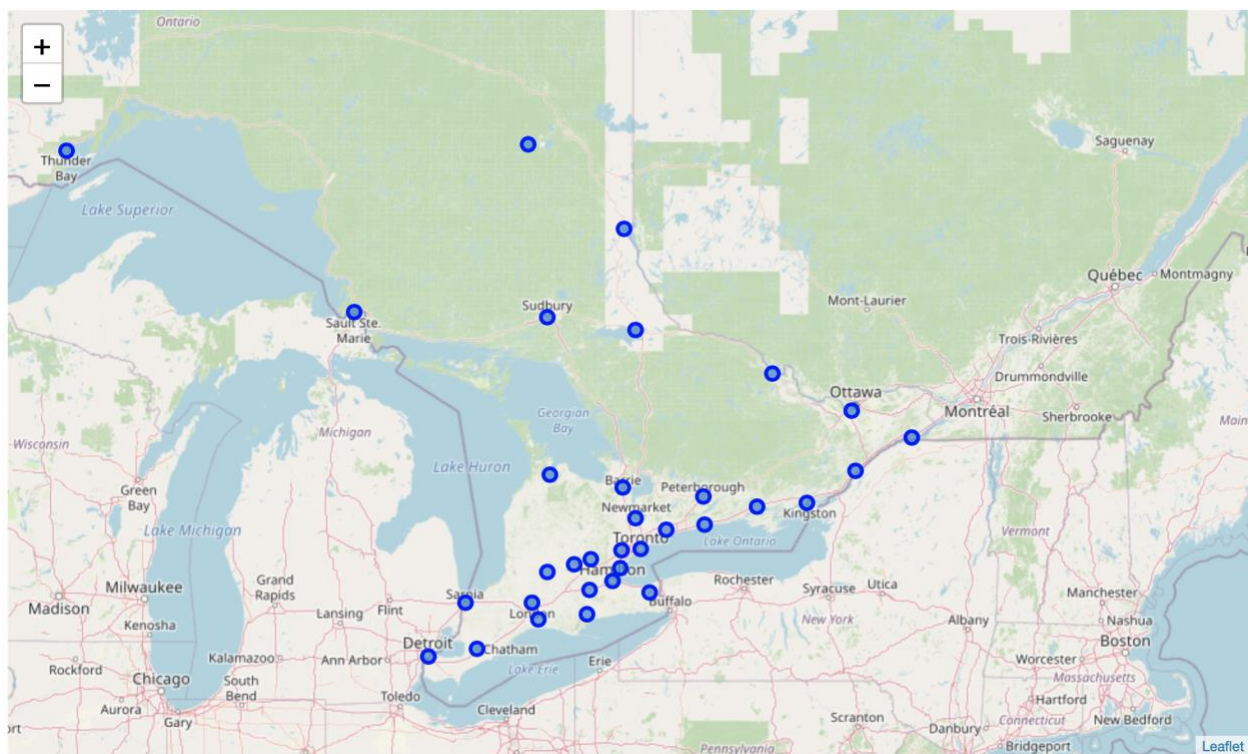 Ontario
+
−
Thunder
Bay
Saguenay
Lake Superior
Québec
Montmagny
Mont-Laurier
Sudbury
Sault Ste.
Marie
Trois-Rivières
Drummondville
Ottawa
Montréal
Sherbrooke
Main
Georgian
Bay
Michigan
Wisconsin
Lake Huron
Barrie
Peterborough
Newmarket
Kingston
Green
Bay
Lake Michigan
Toronto
Lake Ontario
Vermont
Hamilton
Grand
Rapids
Sarnia
Rochester
Syracuse
Utica
Milwaukee
Madison
Flint
Lansing
London
Buffalo
New York
Manchester
Nashua
Kenosha
Albany
Boston
Detroit
Chatham
Rockford
Kalamazoo
Ann Arbor
Lake Erie
Erie
Worcester
Massachusetts
Chicago
South
Bend
Toledo
Hartford
Aurora
Gary
Cleveland
Scranton
Connecticut
New Bedford
ort
Danbury
Pennsylvania
Bridgeport
Leaflet